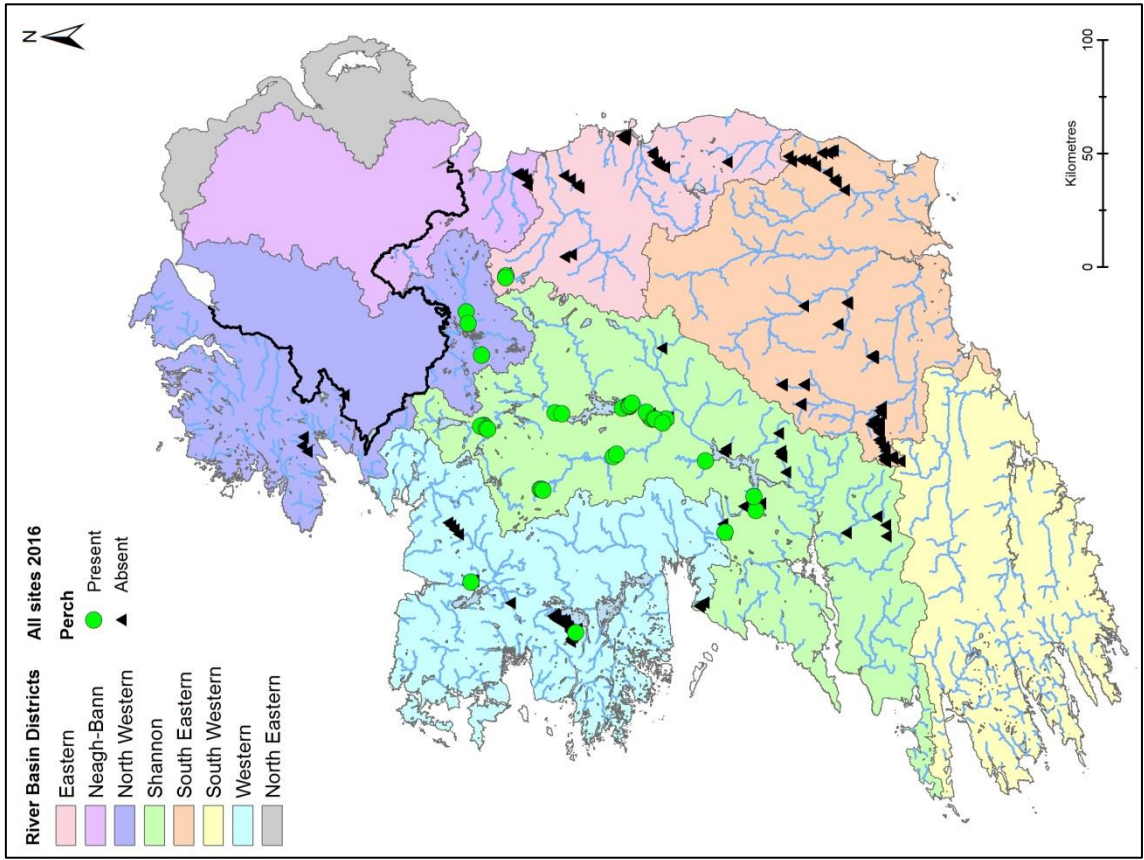 River Basin Districts
Eastern
Neagh-Bann
North Western
Shannon
South Eastern
South Western
Western
North Eastern
All sites 2016
Perch
Present
Absent
N
0
50
100
Kilometres